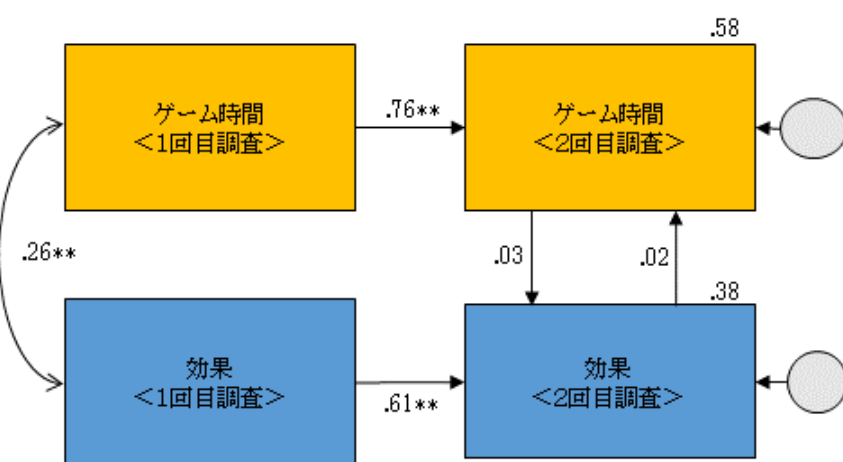 .58
ゲーム時間
<1回目調査>
.76**
ゲーム時間
<2回目調査>
.26**
.03
.02
.38
効果
<1回目調査>
.61**
効果
<2回目調査>